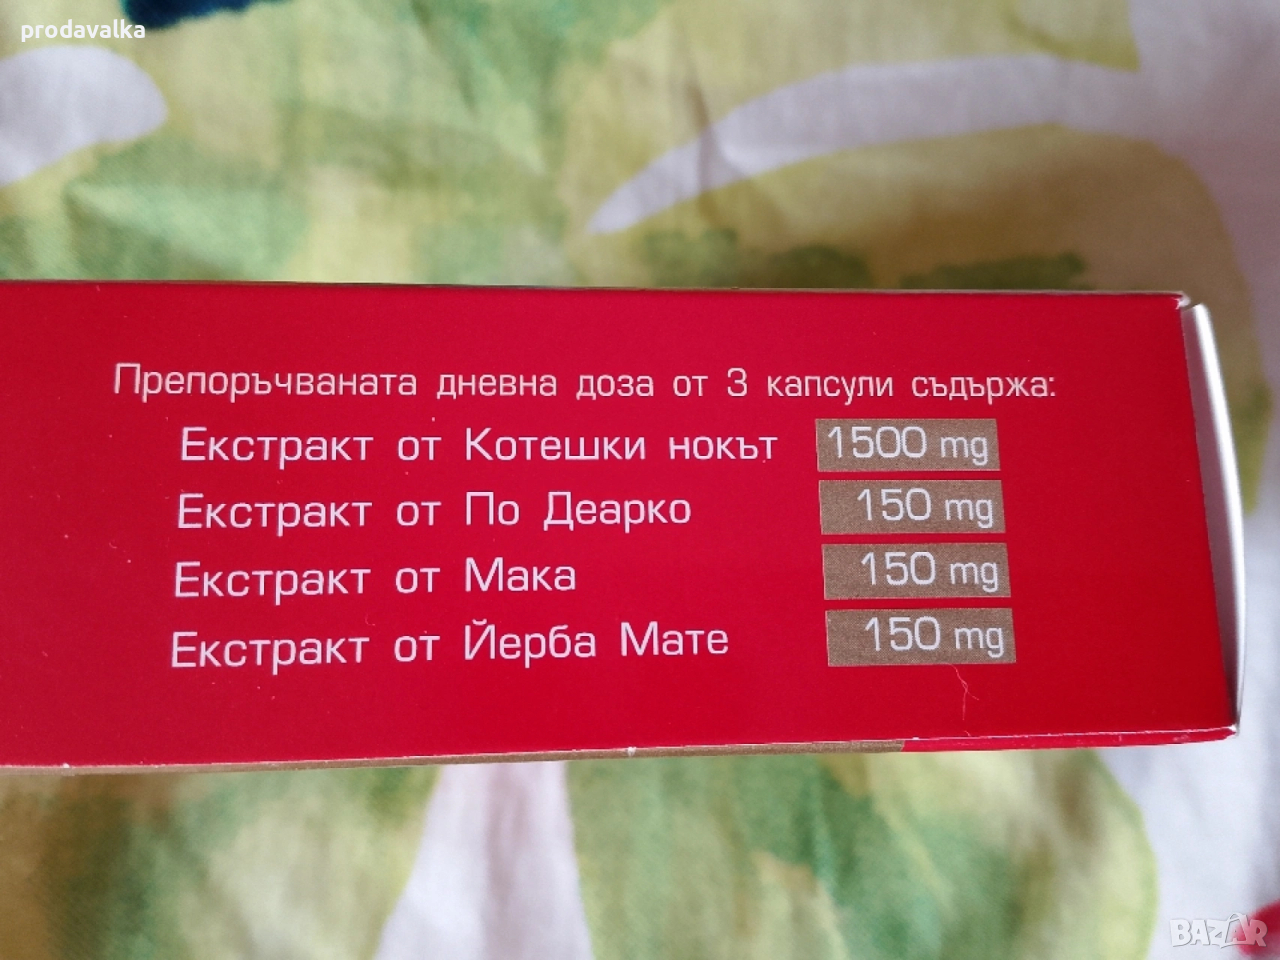 prodavalka
Препоръчваната дневна доза от 3 капсули съдържа:
Екстракт от Котешки нокът 1500 mg
Екстракт от По Деарко 150 mg
Екстракт от Мака 150 mg
Екстракт от Йерба Мате 150 mg
BAZAR